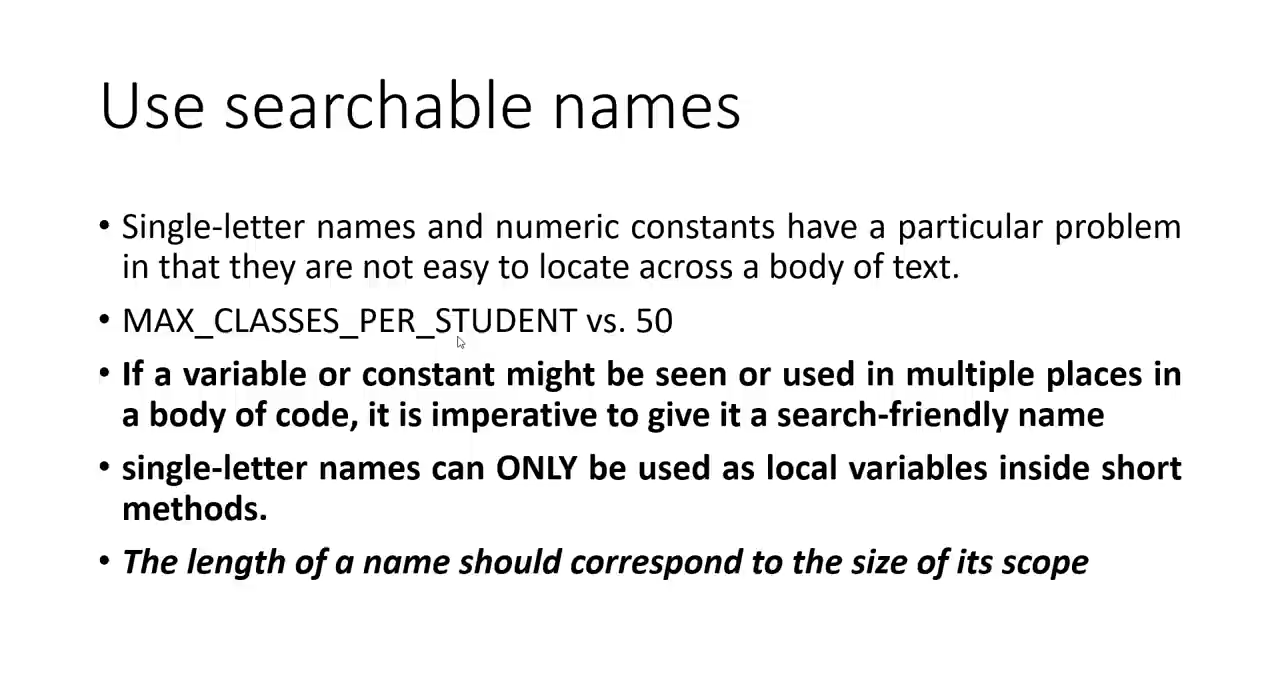 Use searchable names
• Single-letter names and numeric constants have a particular problem
in that they are not easy to locate across a body of text.
• MAX_CLASSES_PER_STUDENT vs. 50
• If a variable or constant might be seen or used in multiple places in
a body of code, it is imperative to give it a search-friendly name
• single-letter names can ONLY be used as local variables inside short
methods.
• The length of a name should correspond to the size of its scope